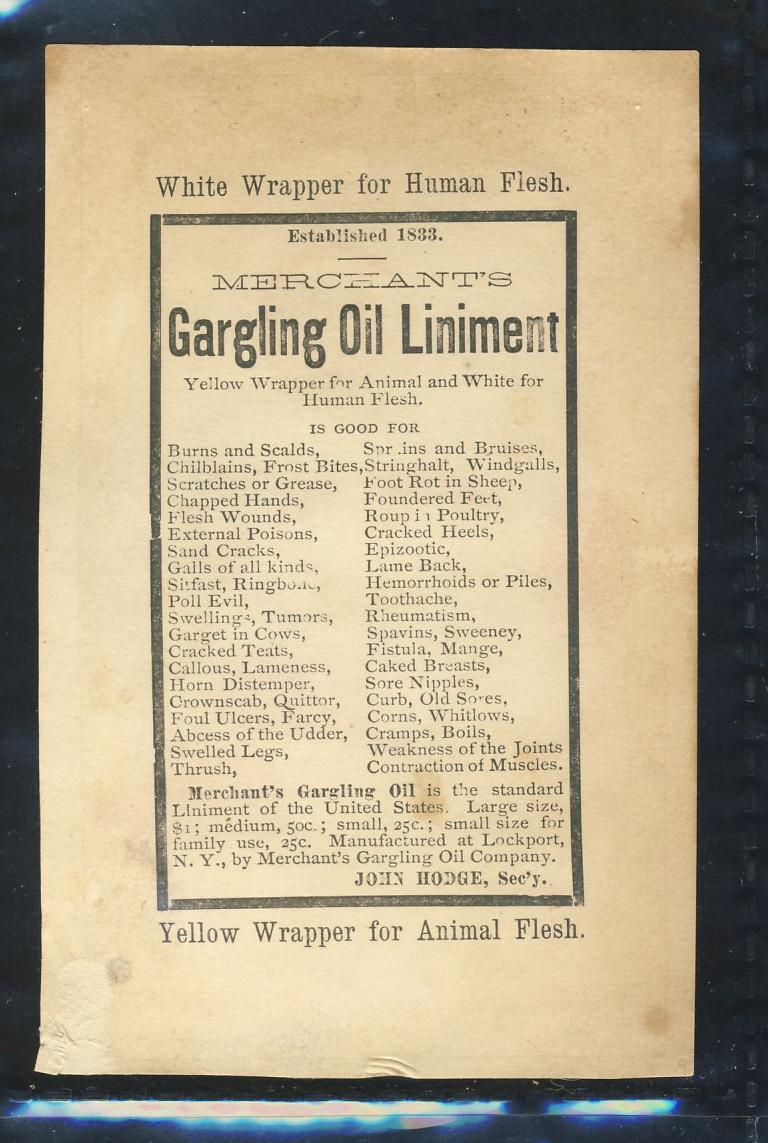 White Wrapper for Human Flesh.
Established 1833.
MERCHANT'S
Gargling Oil Liniment
Yellow Wrapper for Animal and White for
Human Flesh.
IS GOOD FOR
Burns and Scalds,
Chilblains, Frost Bites,
Scratches or Grease,
Chapped Hands,
Flesh Wounds,
External Poisons,
Sand Cracks,
Galls of all kinds,
Sitfast, Ringbone,
Poll Evil,
Swellings, Tumors,
Garget in Cows,
Cracked Teats,
Callous, Lameness,
Horn Distemper,
Crownscab, Quittor,
Foul Ulcers, Farcy,
Abcess of the Udder,
Swelled Legs,
Thrush,
Sprains and Bruises,
Stringhalt, Windgalls,
Foot Rot in Sheep,
Foundered Feet,
Roup in Poultry,
Cracked Heels,
Epizootic,
Lame Back,
Hemorrhoids or Piles,
Toothache,
Rheumatism,
Spavins, Sweeney,
Fistula, Mange,
Caked Breasts,
Sore Nipples,
Curb, Old Sores,
Corns, Whitlows,
Cramps, Boils,
Weakness of the Joints
Contraction of Muscles.
Merchant's Gargling Oil is the standard
Liniment of the United States. Large size,
$1; medium, 50c.; small, 25c.; small size for
family use, 25c. Manufactured at Lockport,
N. Y., by Merchant's Gargling Oil Company.
JOHN HODGE, Sec'y.
Yellow Wrapper for Animal Flesh.